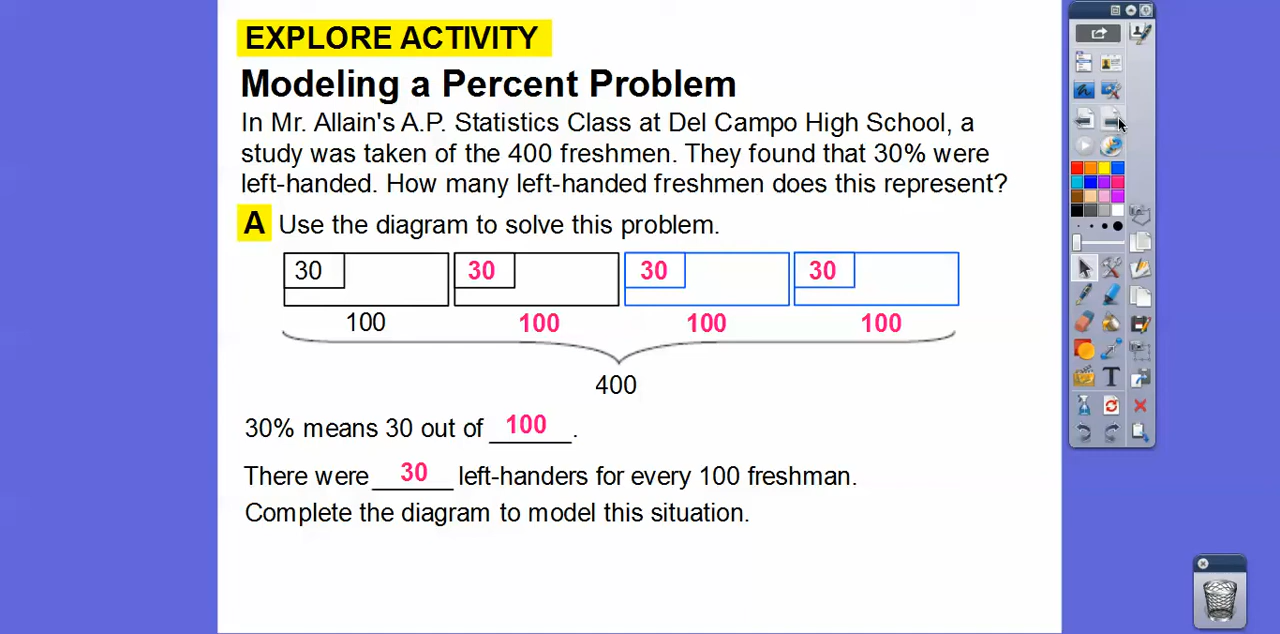 EXPLORE ACTIVITY
Modeling a Percent Problem
In Mr. Allain's A.P. Statistics Class at Del Campo High School, a
study was taken of the 400 freshmen. They found that 30% were
left-handed. How many left-handed freshmen does this represent?
A Use the diagram to solve this problem.
30 30 30 30
100 100 100 100
400
30% means 30 out of 100.
There were 30 left-handers for every 100 freshman.
Complete the diagram to model this situation.